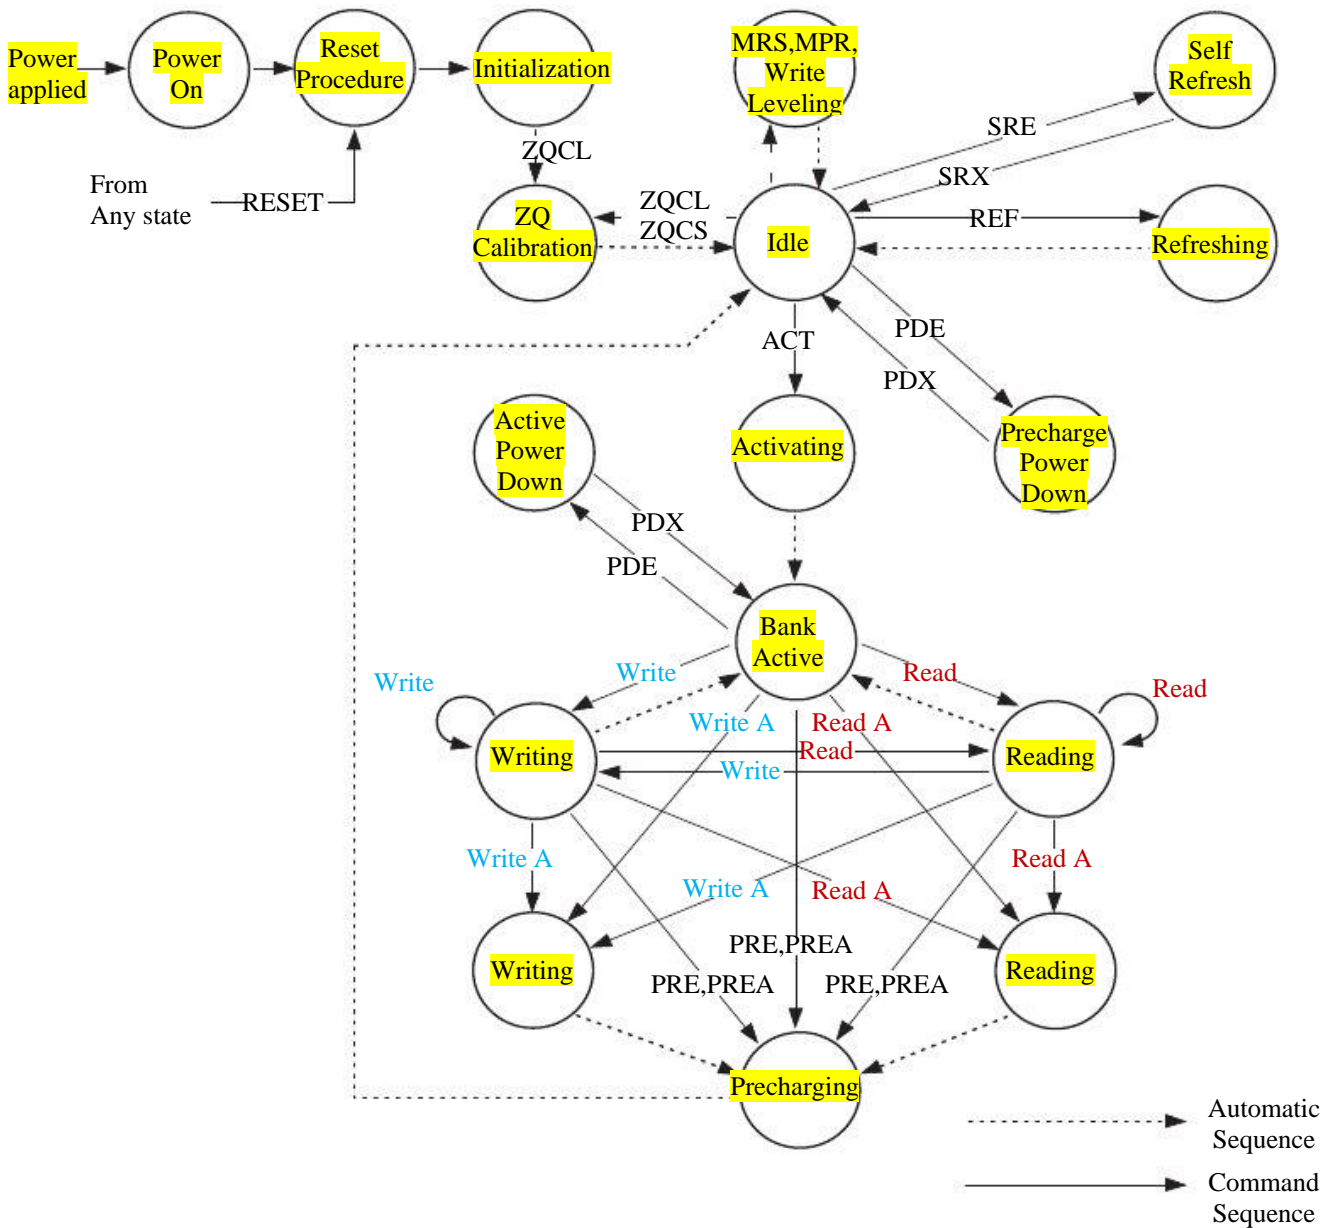 Power
applied
Power
On
Reset
Procedure
Initialization
MRS,MPR,
Write
Leveling
Self
Refresh
ZQCL
SRE
SRX
From
Any state
RESET
ZQ
Calibration
ZQCL
ZQCS
Idle
REF
Refreshing
ACT
PDE
PDX
Active
Power
Down
Activating
Precharge
Power
Down
PDX
PDE
Bank
Active
Write
Write
Read
Read
Write A
Read A
Writing
Read
Write
Reading
Write A
Write A
Read A
Read A
Writing
PRE,PREA
PRE,PREA
PRE,PREA
Reading
Precharging
Automatic
Sequence
Command
Sequence